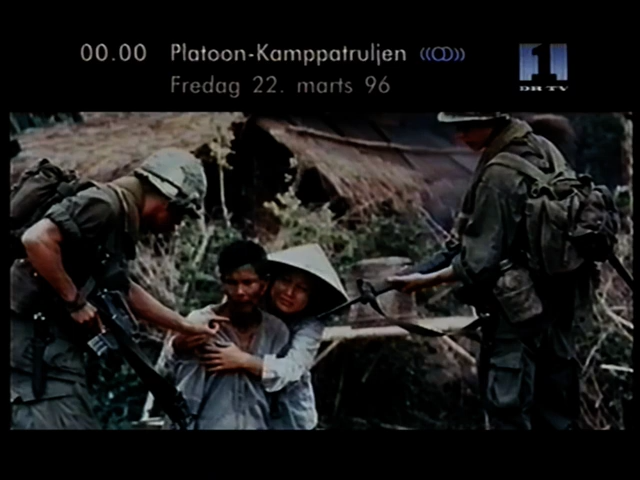 00.00 Platoon-Kamppatruljen
Fredag 22. marts 96
1
DR TV